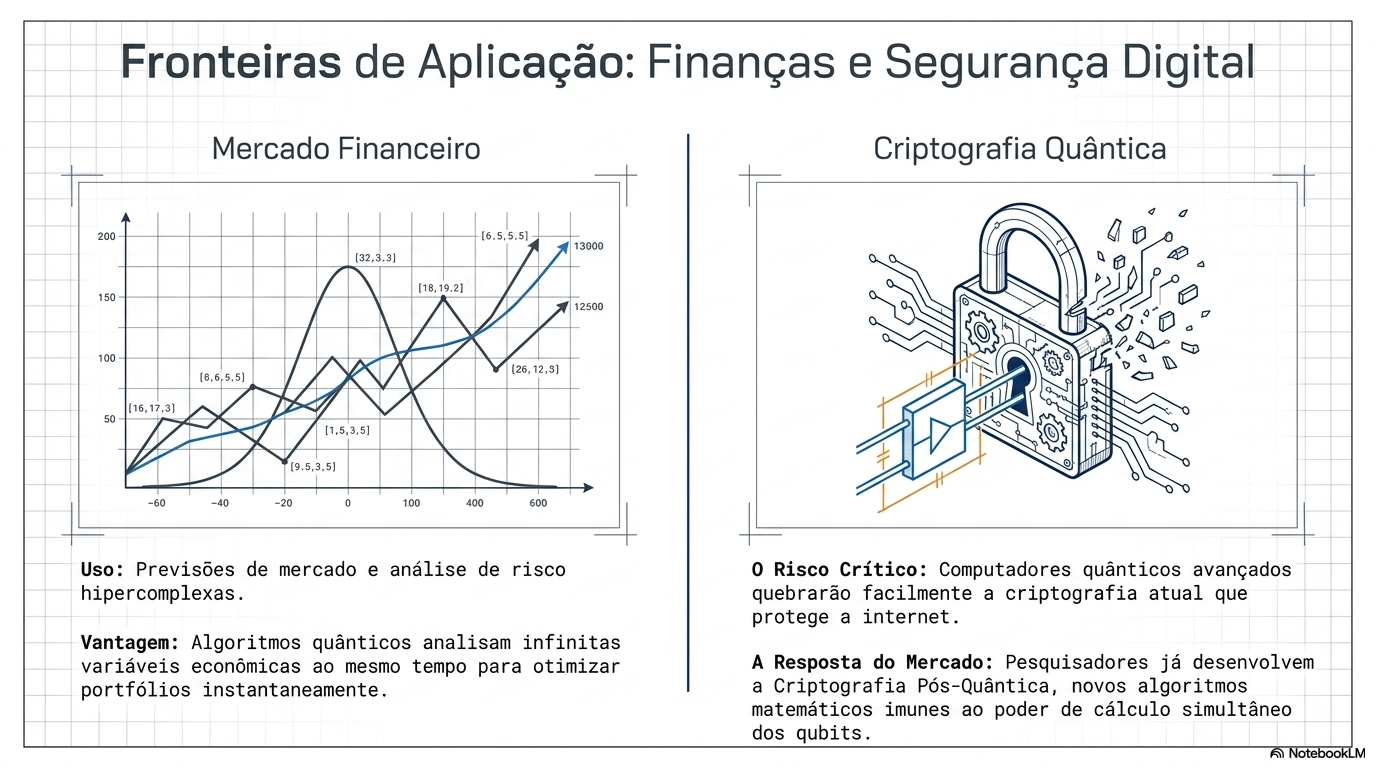 Fronteiras de Aplicação: Finanças e Segurança Digital
Mercado Financeiro
200
150
100
50
-60
-40
-20
0
100
200
400
600
[16,17,3]
[6,6.5,5]
[9.5,3,5]
[1,5,3,5]
[32,3.3]
[18,19.2]
[6.5,5.5]
[26,12,3]
13000
12500
Uso: Previsões de mercado e análise de risco
hipercomplexas.
Vantagem: Algoritmos quânticos analisam infinitas
variáveis econômicas ao mesmo tempo para otimizar
portfólios instantaneamente.
Criptografia Quântica
O Risco Crítico: Computadores quânticos avançados
quebrarão facilmente a criptografia atual que
protege a internet.
A Resposta do Mercado: Pesquisadores já desenvolvem
a Criptografia Pós-Quântica, novos algoritmos
matemáticos imunes ao poder de cálculo simultâneo
dos qubits.
NotebookLM